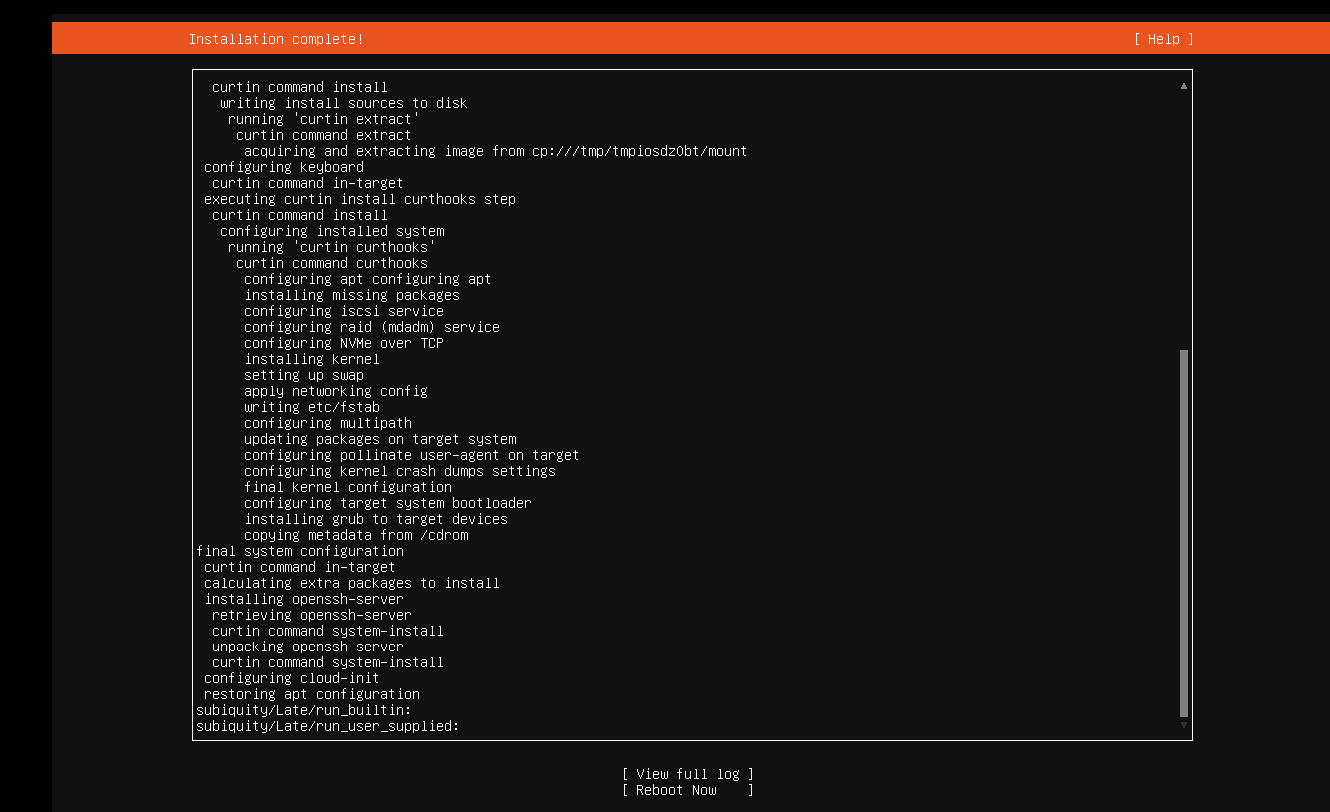 Installation complete! [ Help ]
curtin command install
writing install sources to disk
running 'curtin extract'
curtin command extract
acquiring and extracting image from cp:///tmp/tmpiosdz0bt/mount
configuring keyboard
curtin command in-target
executing curtin install curthooks step
curtin command install
configuring installed system
running 'curtin curthooks'
curtin command curthooks
configuring apt configuring apt
installing missing packages
configuring iscsi service
configuring raid (mdadm) service
configuring NVMe over TCP
installing kernel
setting up swap
apply networking config
writing etc/fstab
configuring multipath
updating packages on target system
configuring pollinate user-agent on target
configuring kernel crash dumps settings
final kernel configuration
configuring target system bootloader
installing grub to target devices
copying metadata from /cdrom
final system configuration
curtin command in-target
calculating extra packages to install
installing openssh-server
retrieving openssh-server
curtin command system-install
unpacking openssh-server
curtin command system-install
configuring cloud-init
restoring apt configuration
subiquity/Late/run_builtin:
subiquity/Late/run_user_supplied:
[ View full log ]
[ Reboot Now ]